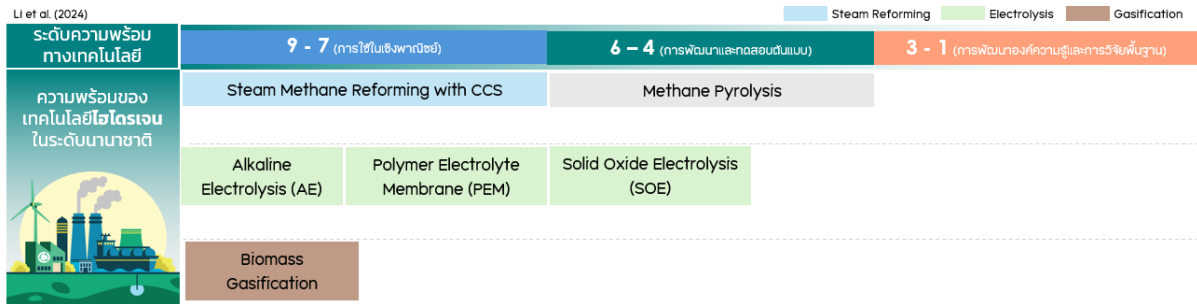 Li et al. (2024)
Steam Reforming
Electrolysis
Gasification
ระดับความพร้อม
ทางเทคโนโลยี
9 - 7 (การใช้ในเชิงพาณิชย์)
6 – 4 (การพัฒนาและทดสอบต้นแบบ)
3 - 1 (การพัฒนาองค์ความรู้และการวิจัยพื้นฐาน)
ความพร้อมของ
เทคโนโลยีไฮโดรเจน
ในระดับนานาชาติ
Steam Methane Reforming with CCS
Methane Pyrolysis
Alkaline
Electrolysis (AE)
Polymer Electrolyte
Membrane (PEM)
Solid Oxide Electrolysis
(SOE)
Biomass
Gasification